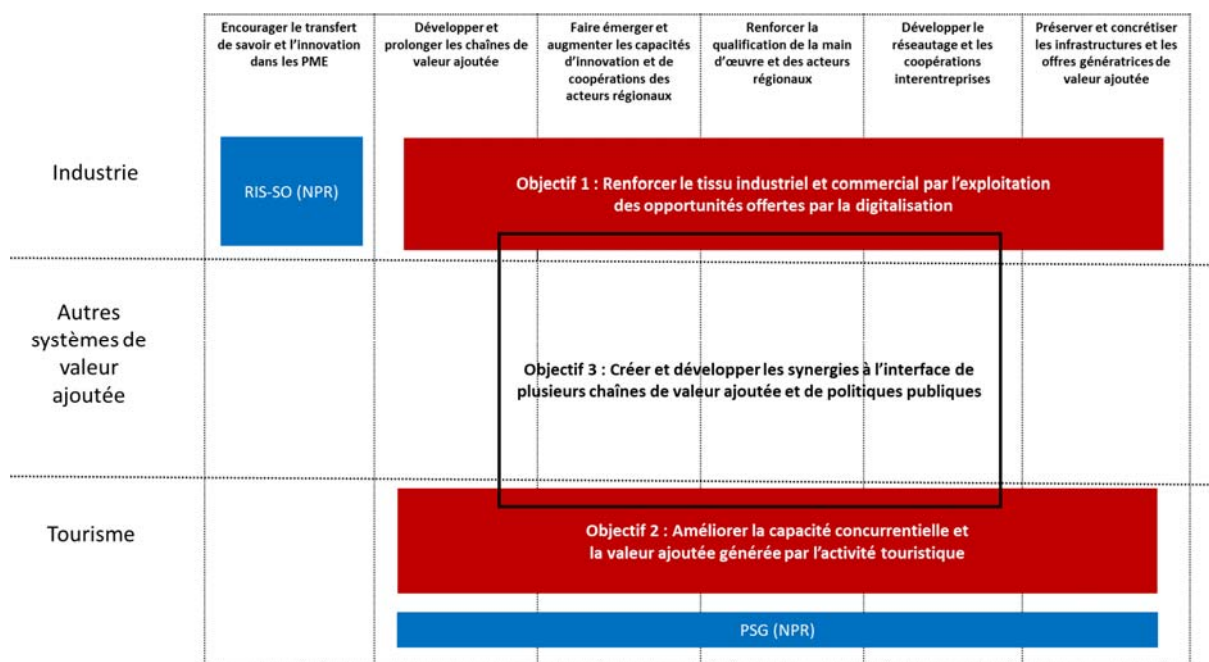 Encourager le transfert
de savoir et l'innovation
dans les PME
Développer et
prolonger les chaînes de
valeur ajoutée
Faire émerger et
augmenter les capacités
d'innovation et de
coopérations des
acteurs régionaux
Renforcer la
qualification de la main
d'œuvre et des acteurs
régionaux
Développer le
réseautage et les
coopérations
interentreprises
Préserver et concrétiser
les infrastructures et les
offres génératrices de
valeur ajoutée
Industrie
RIS-SO (NPR)
Objectif 1 : Renforcer le tissu industriel et commercial par l'exploitation
des opportunités offertes par la digitalisation
Autres
systèmes de
valeur
ajoutée
Objectif 3 : Créer et développer les synergies à l'interface de
plusieurs chaînes de valeur ajoutée et de politiques publiques
Tourisme
Objectif 2 : Améliorer la capacité concurrentielle et
la valeur ajoutée générée par l'activité touristique
PSG (NPR)